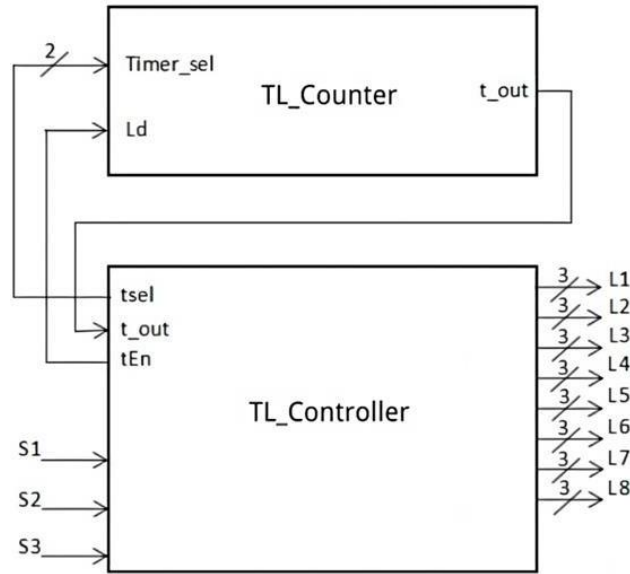 2
Timer_sel
TL_Counter
t_out
Ld
tsel
t_out
tEn
TL_Controller
S1
S2
S3
3
L1
3
L2
3
L3
3
L4
3
L5
3
L6
3
L7
3
L8